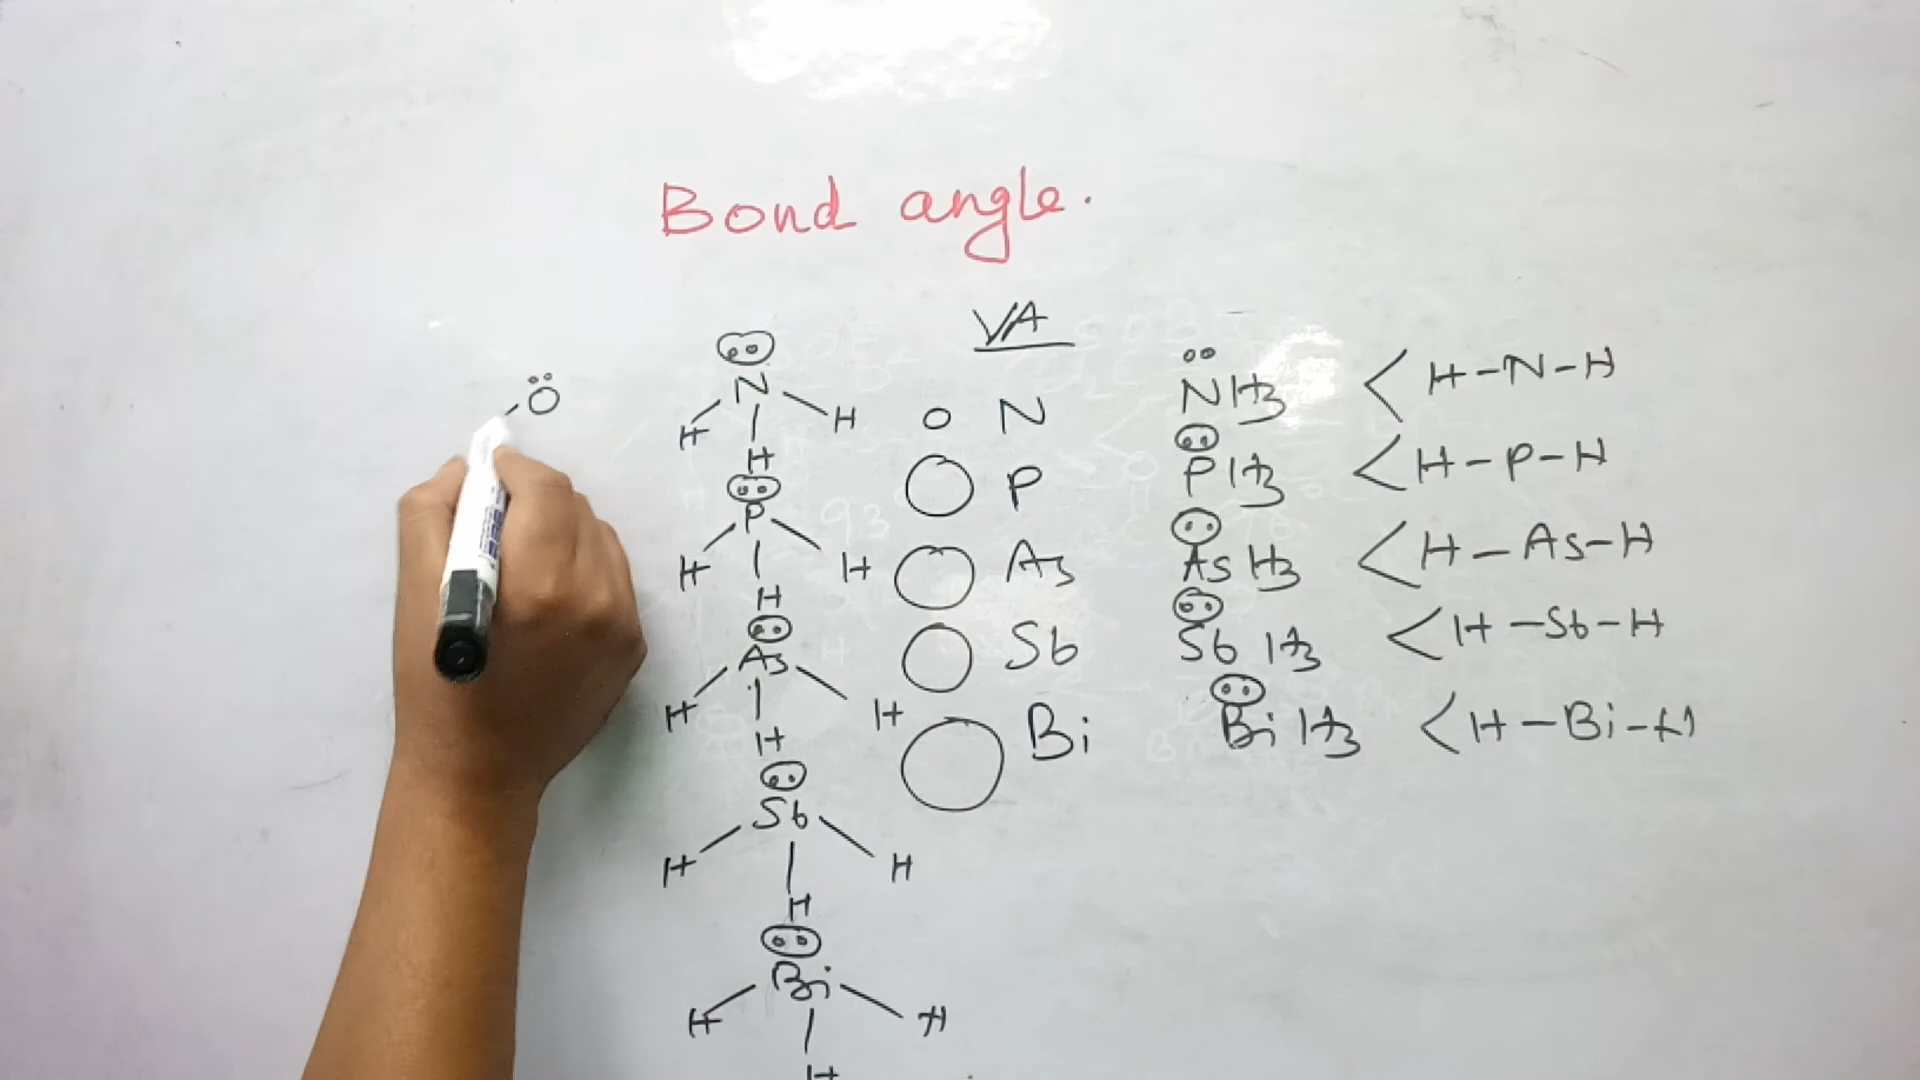 Bond angle.
VA
N
H H
H
P
H H
H
As
H H
H
Sb
H H
H
Bi
H H
H
N
P
As
Sb
Bi
NH3 < H-N-H
PH3 < H-P-H
AsH3 < H-As-H
SbH3 < H-Sb-H
BiH3 < H-Bi-H
O